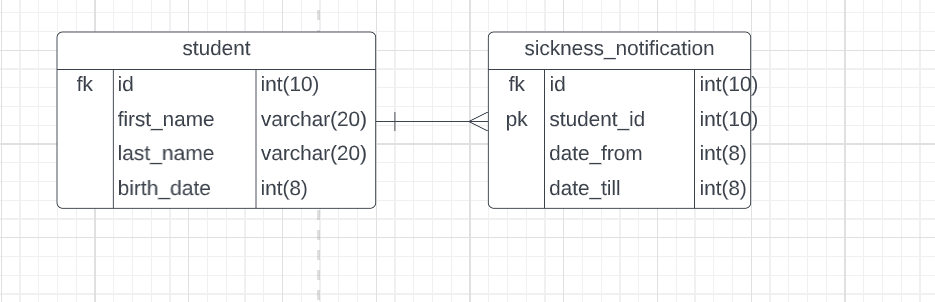 student
fk id int(10)
first_name varchar(20)
last_name varchar(20)
birth_date int(8)
sickness_notification
fk id int(10)
pk student_id int(10)
date_from int(8)
date_till int(8)